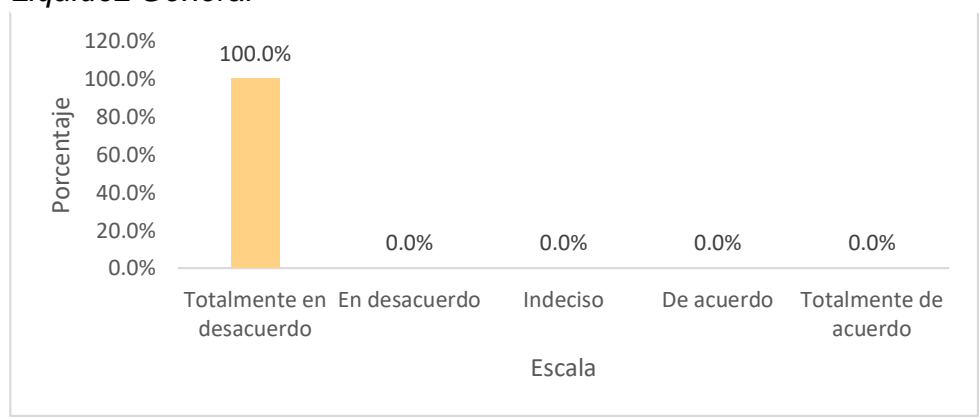 Liquidez General
120.0%
100.0%
100.0%
80.0%
60.0%
40.0%
20.0%
0.0%
Porcentaje
0.0%
0.0%
0.0%
0.0%
Totalmente en desacuerdo
En desacuerdo
Indeciso
De acuerdo
Totalmente de acuerdo
Escala